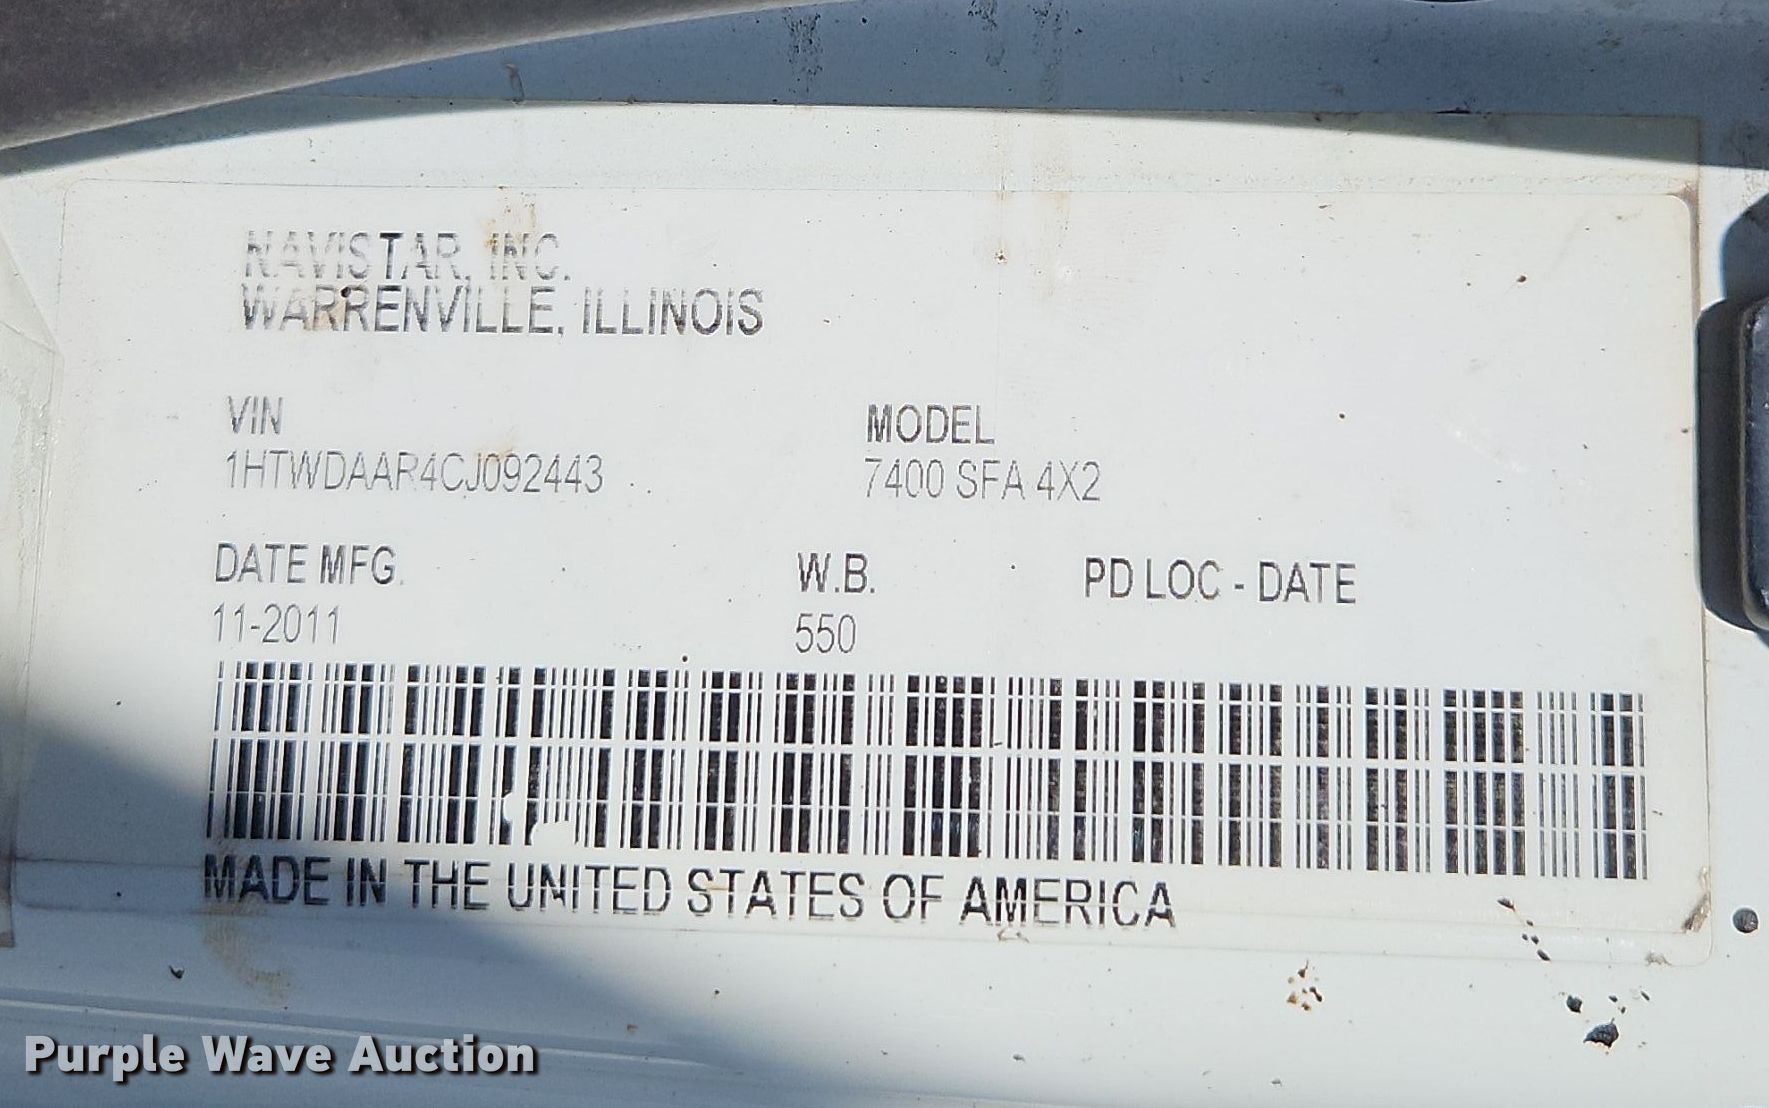 NAVISTAR, INC.
WARRENVILLE, ILLINOIS
VIN
1HTWDAAR4CJ092443
MODEL
7400 SFA 4X2
DATE MFG.
11-2011
W.B.
550
PD LOC - DATE
MADE IN THE UNITED STATES OF AMERICA
Purple Wave Auction